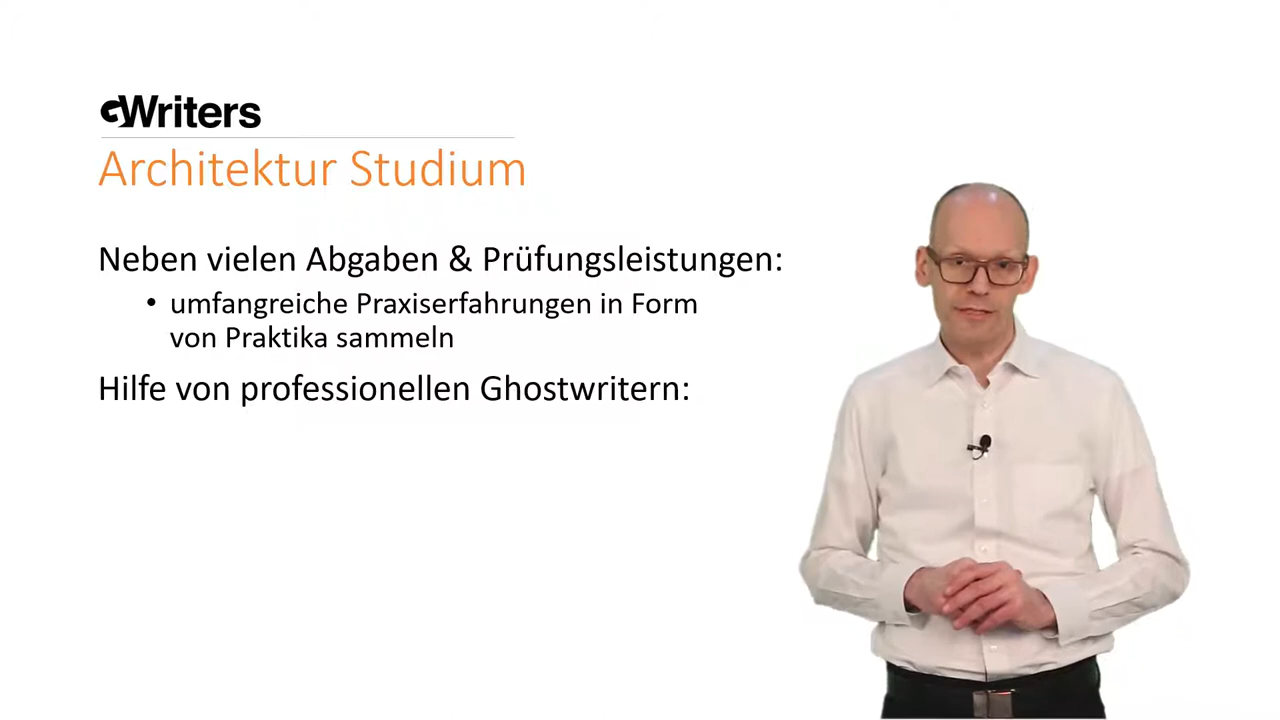 GWriters
Architektur Studium
Neben vielen Abgaben & Prüfungsleistungen:
• umfangreiche Praxiserfahrungen in Form
von Praktika sammeln
Hilfe von professionellen Ghostwritern: